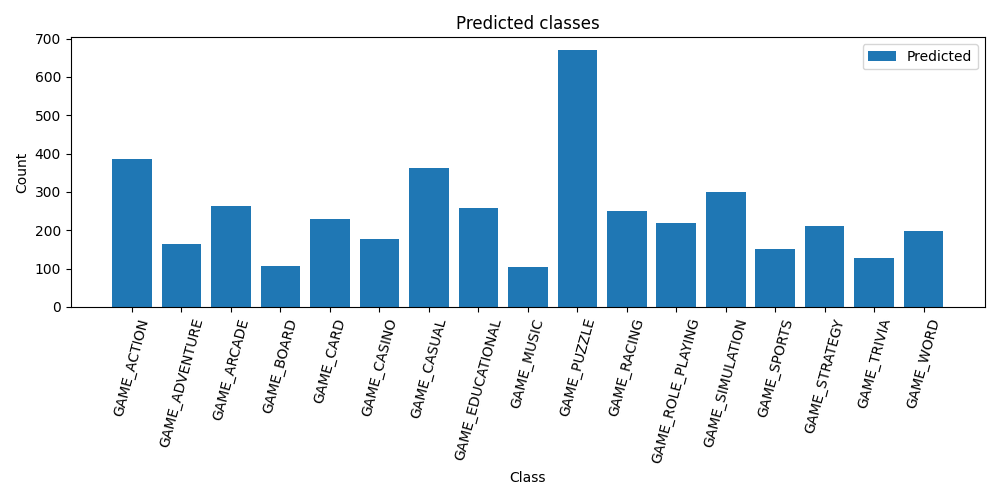 Predicted classes
Predicted
700
600
500
400
300
200
100
0
Count
GAME_ACTION
GAME_ADVENTURE
GAME_ARCADE
GAME_BOARD
GAME_CARD
GAME_CASINO
GAME_CASUAL
GAME_EDUCATIONAL
GAME_MUSIC
GAME_PUZZLE
GAME_RACING
GAME_ROLE_PLAYING
GAME_SIMULATION
GAME_SPORTS
GAME_STRATEGY
GAME_TRIVIA
GAME_WORD
Class